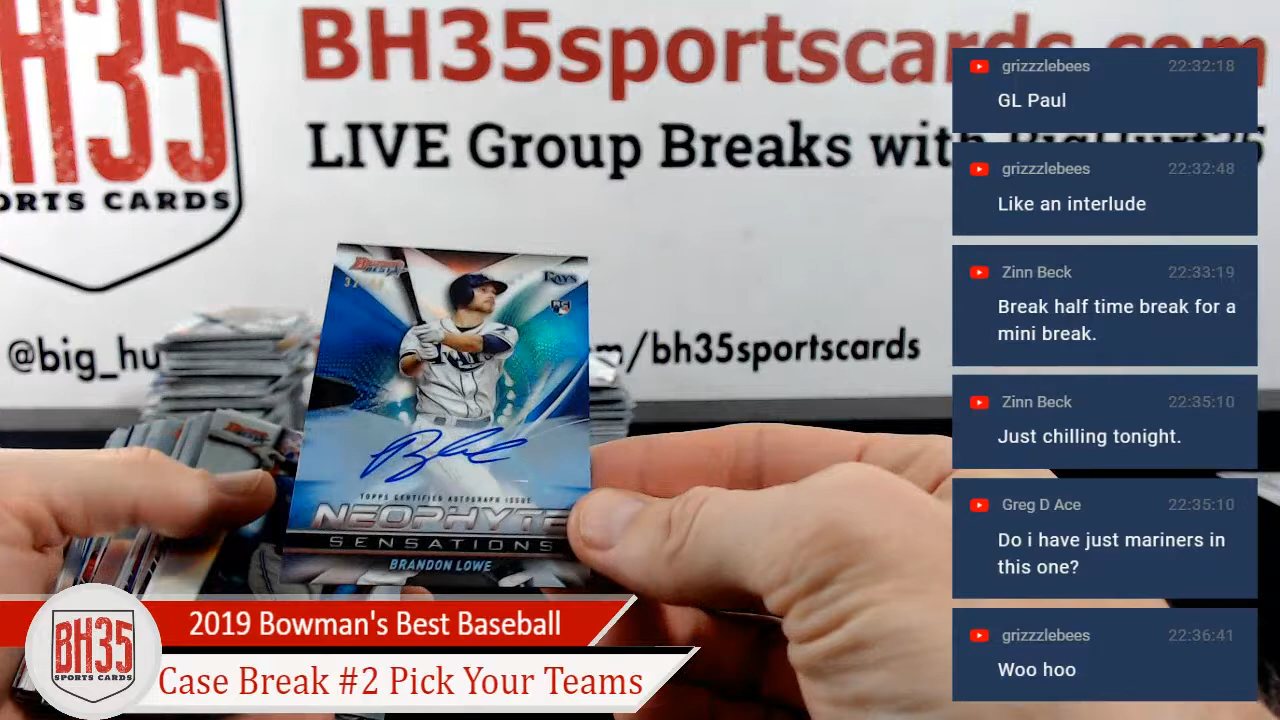 BH35sportscards.com
LIVE Group Breaks with
BH35
SPORTS CARDS
@big_hu
/bh35sportscards
Rays
RC
TOPPS CERTIFIED AUTOGRAPH ISSUE
NEOPHYTE
SENSATIONS
BRANDON LOWE
BH35
SPORTS CARDS
2019 Bowman's Best Baseball
Case Break #2 Pick Your Teams
grizzzlebees 22:32:18
GL Paul
grizzzlebees 22:32:48
Like an interlude
Zinn Beck 22:33:19
Break half time break for a
mini break.
Zinn Beck 22:35:10
Just chilling tonight.
Greg D Ace 22:35:10
Do i have just mariners in
this one?
grizzzlebees 22:36:41
Woo hoo